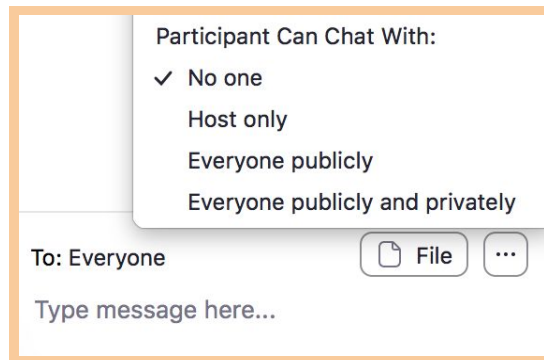 Participant Can Chat With:
✓ No one
Host only
Everyone publicly
Everyone publicly and privately
To: Everyone
File
...
Type message here...